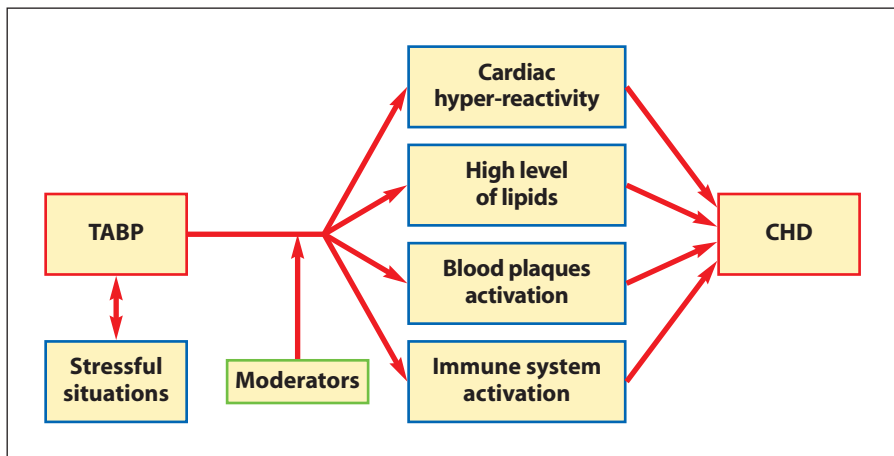 Cardiac
hyper-reactivity
High level
of lipids
TABP
CHD
Blood plaques
activation
Stressful
situations
Moderators
Immune system
activation